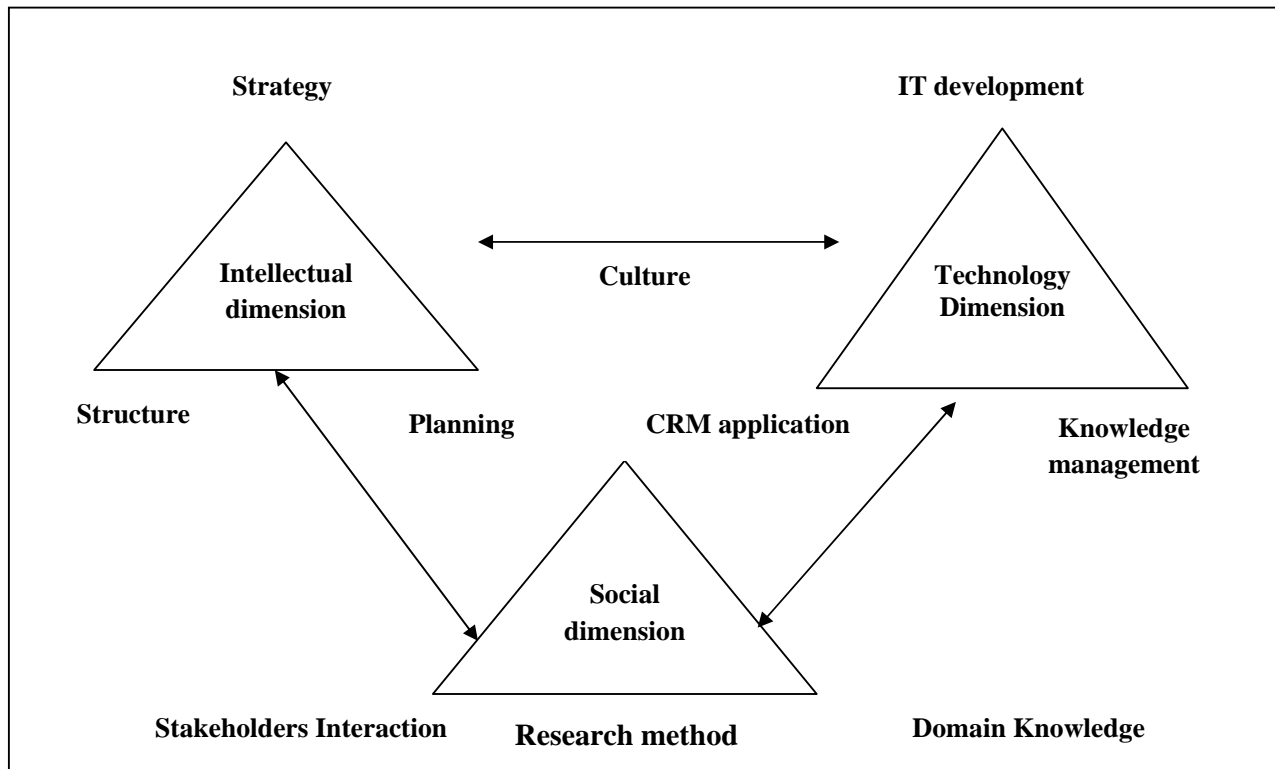 Strategy
IT development
Intellectual
dimension
Culture
Technology
Dimension
Structure
Planning
CRM application
Knowledge
management
Social
dimension
Stakeholders Interaction
Research method
Domain Knowledge